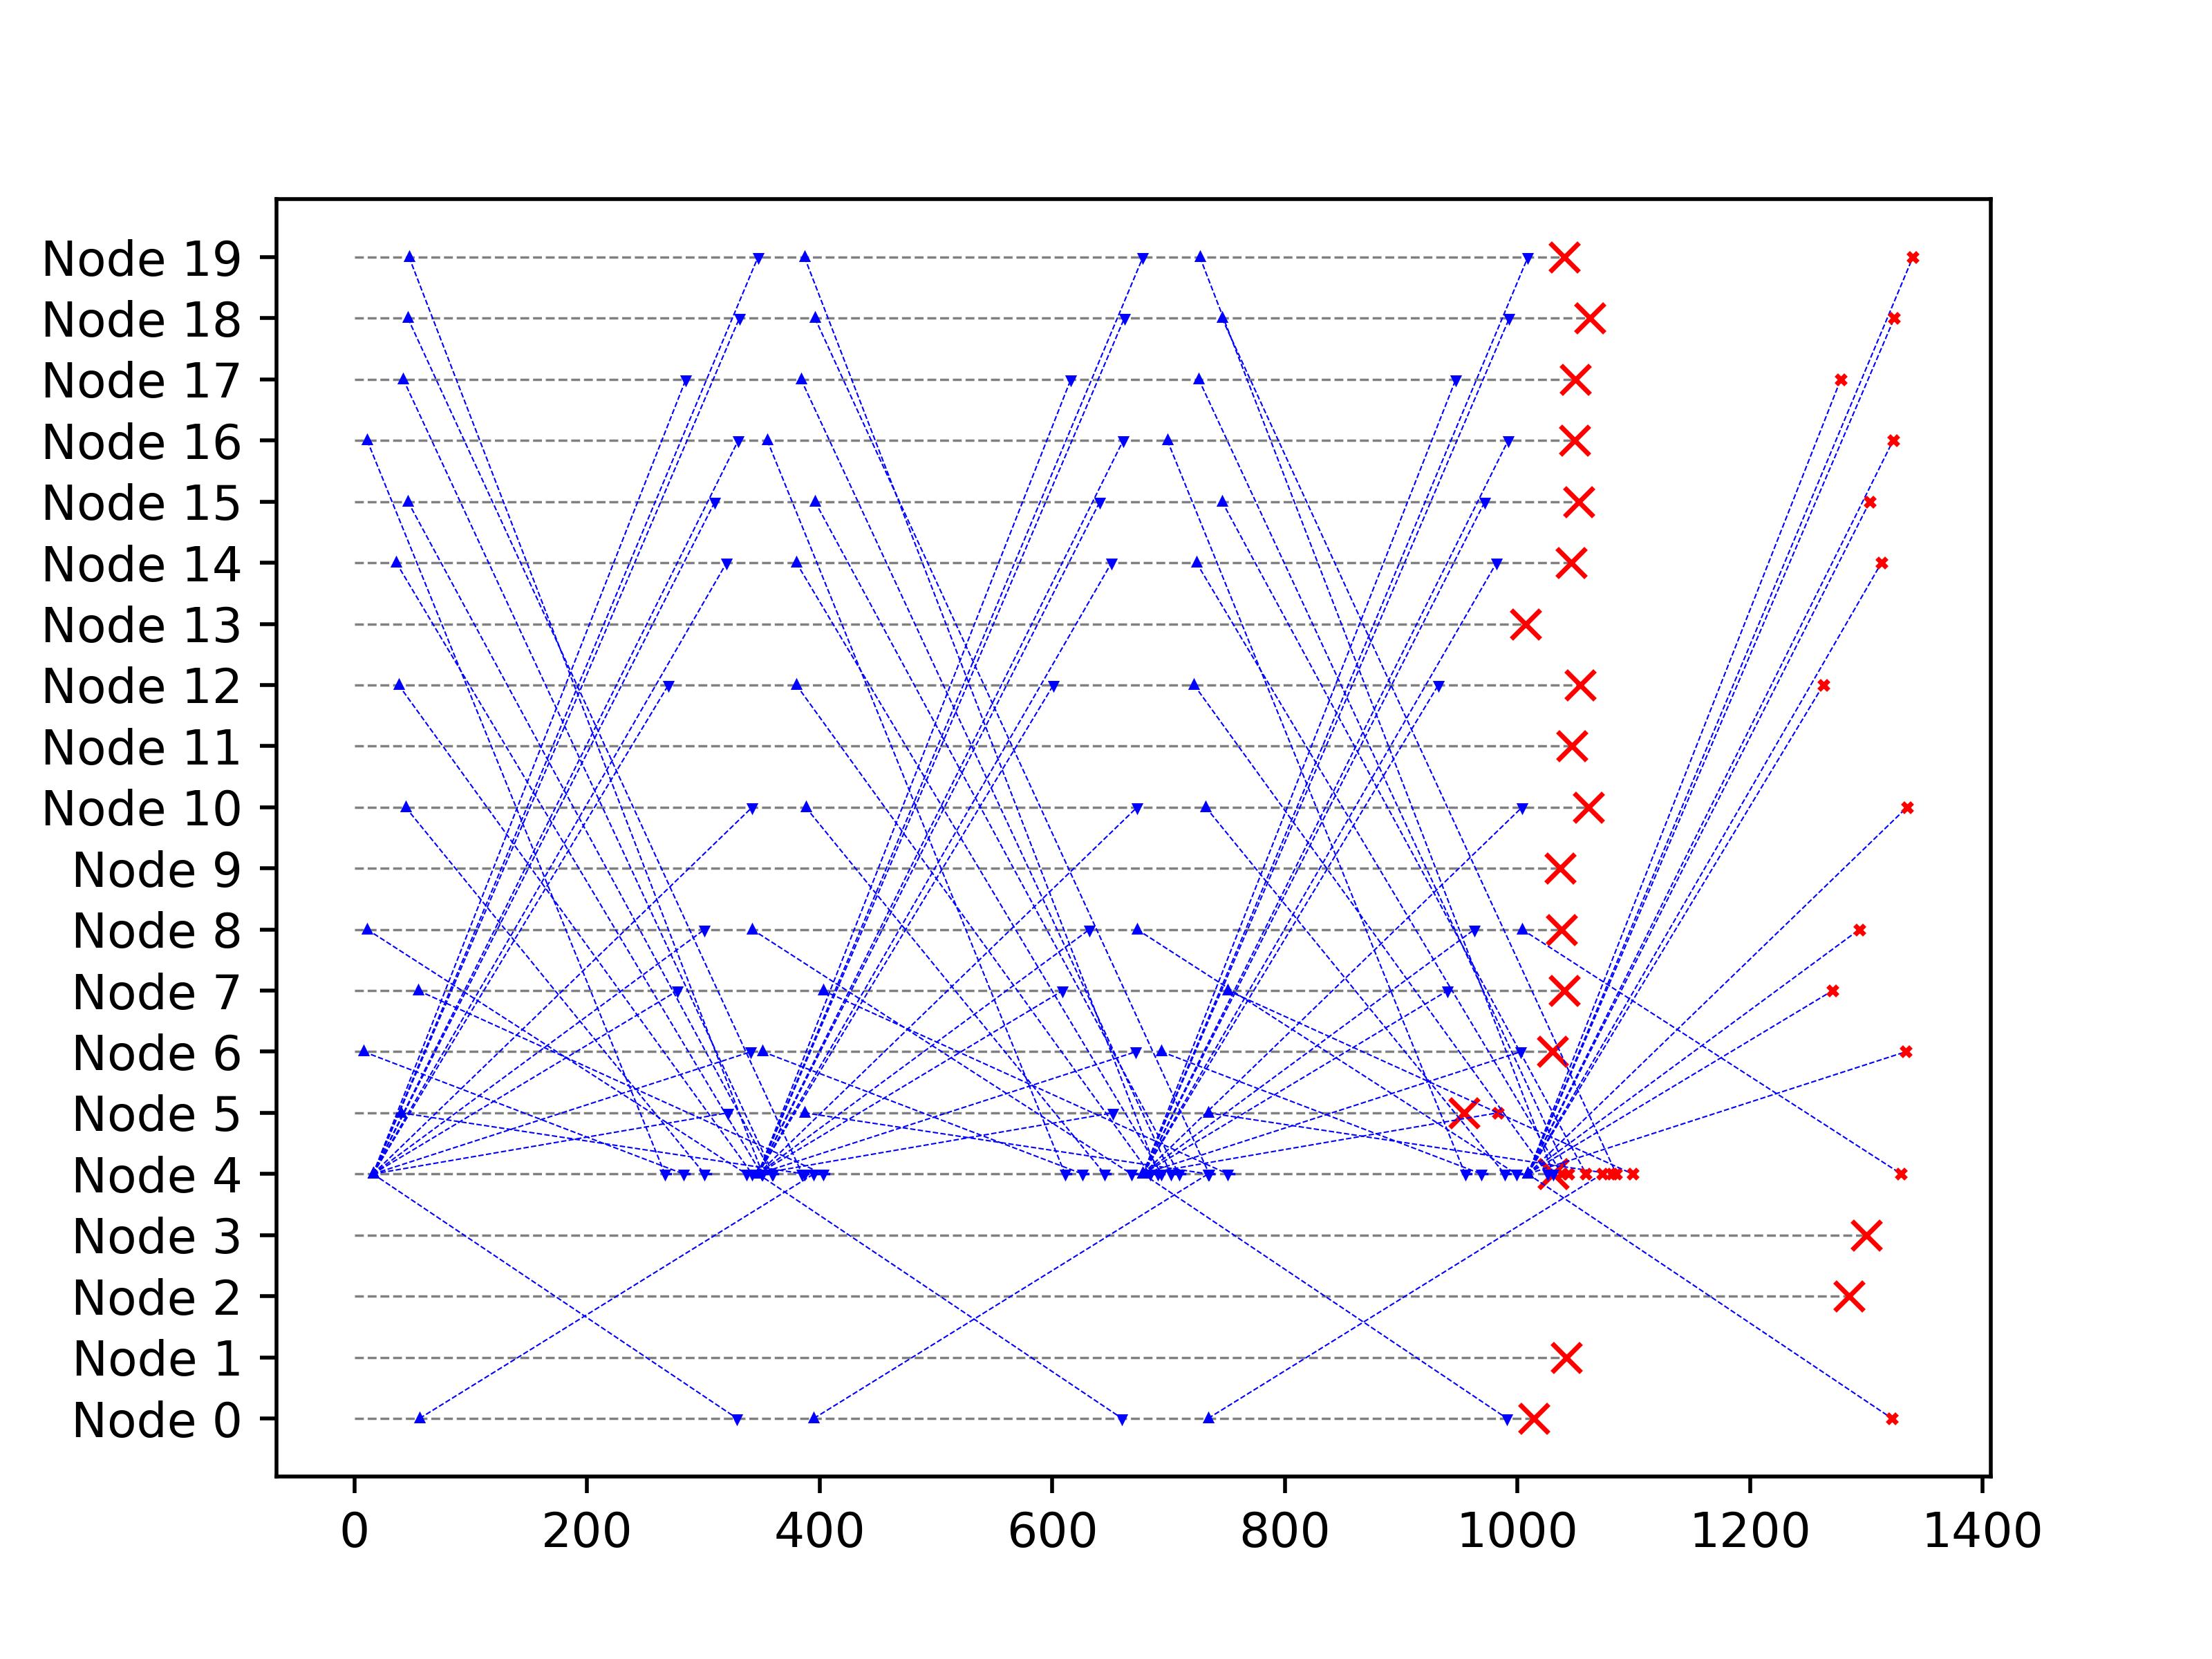 Node 19
Node 18
Node 17
Node 16
Node 15
Node 14
Node 13
Node 12
Node 11
Node 10
Node 9
Node 8
Node 7
Node 6
Node 5
Node 4
Node 3
Node 2
Node 1
Node 0
0 200 400 600 800 1000 1200 1400